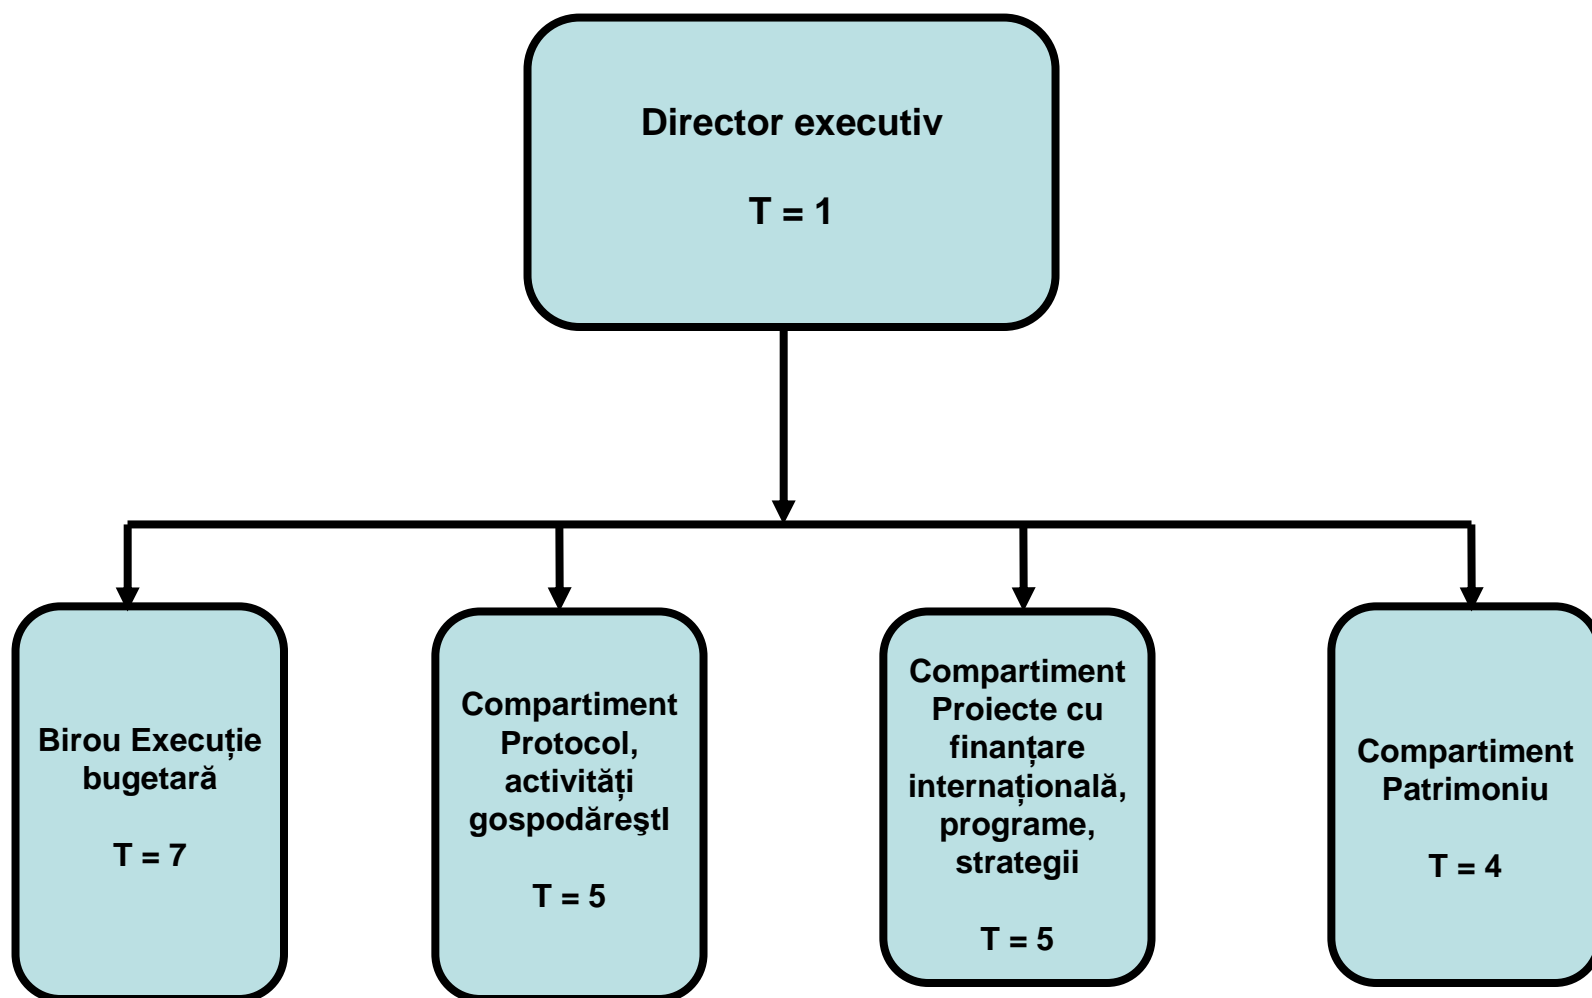 Director executiv
T = 1
Birou Execuție
bugetară
T = 7
Compartiment
Protocol,
activități
gospodăreştI
T = 5
Compartiment
Proiecte cu
finanțare
internațională,
programe,
strategii
T = 5
Compartiment
Patrimoniu
T = 4